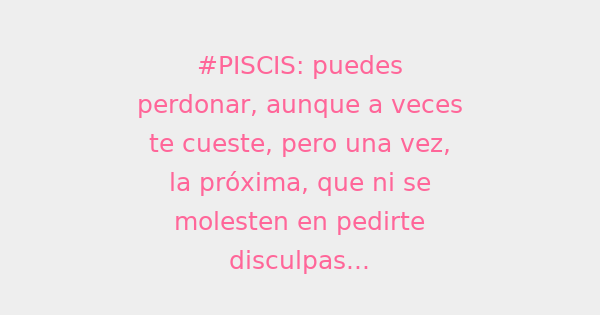 #PISCIS: puedes
perdonar, aunque a veces
te cueste, pero una vez,
la próxima, que ni se
molesten en pedirte
disculpas...